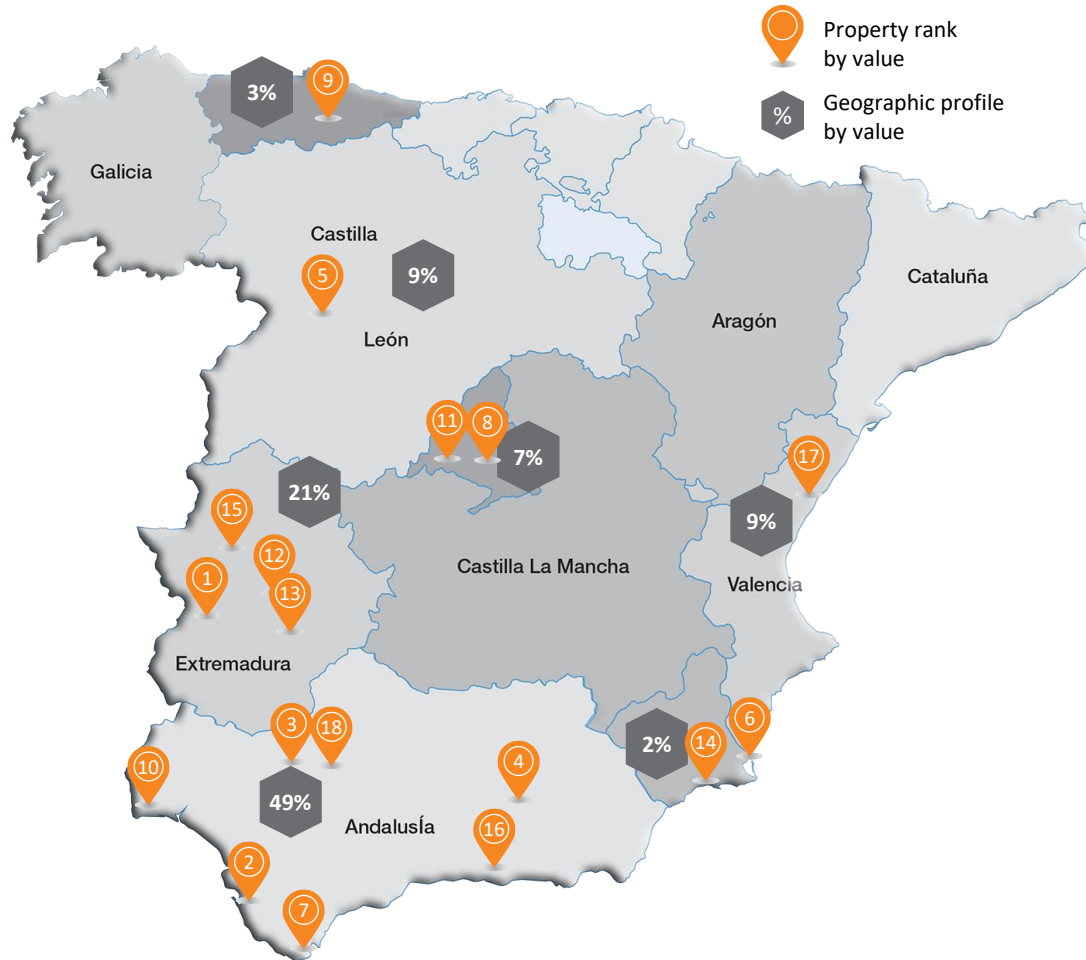 Property rank
by value
%
Geographic profile
by value
3%
9
Galicia
Castilla
5
9%
León
Cataluña
Aragón
11
8
7%
17
21%
15
9%
12
1
13
Castilla La Mancha
Valencia
Extremadura
3
18
6
2%
14
10
4
49%
Andalusía
16
2
7